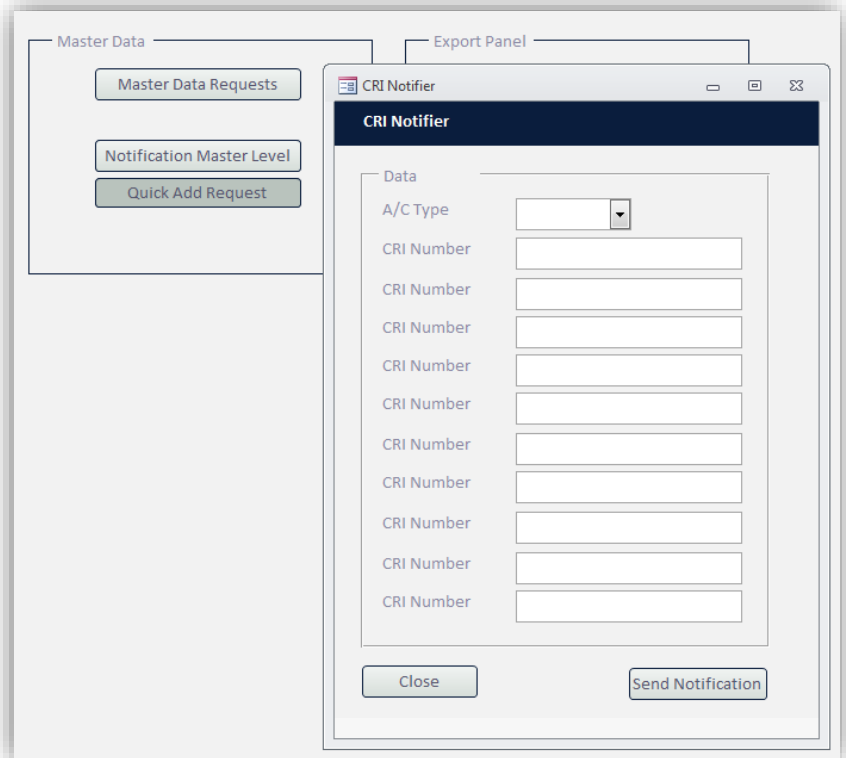 Master Data
Export Panel
Master Data Requests
Notification Master Level
Quick Add Request
CRI Notifier
CRI Notifier
Data
A/C Type
CRI Number
CRI Number
CRI Number
CRI Number
CRI Number
CRI Number
CRI Number
CRI Number
CRI Number
CRI Number
Close
Send Notification